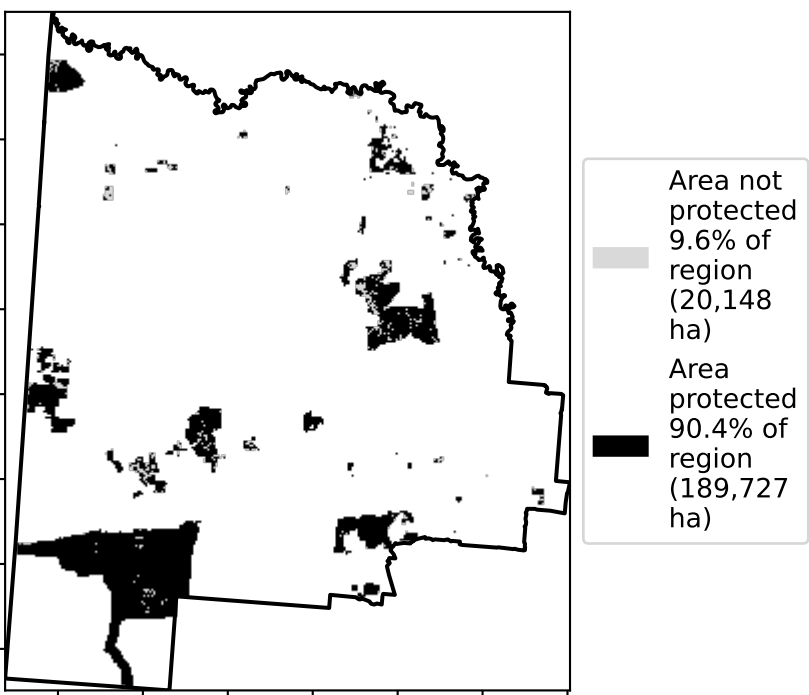 Area not
protected
9.6% of
region
(20,148
ha)
Area
protected
90.4% of
region
(189,727
ha)